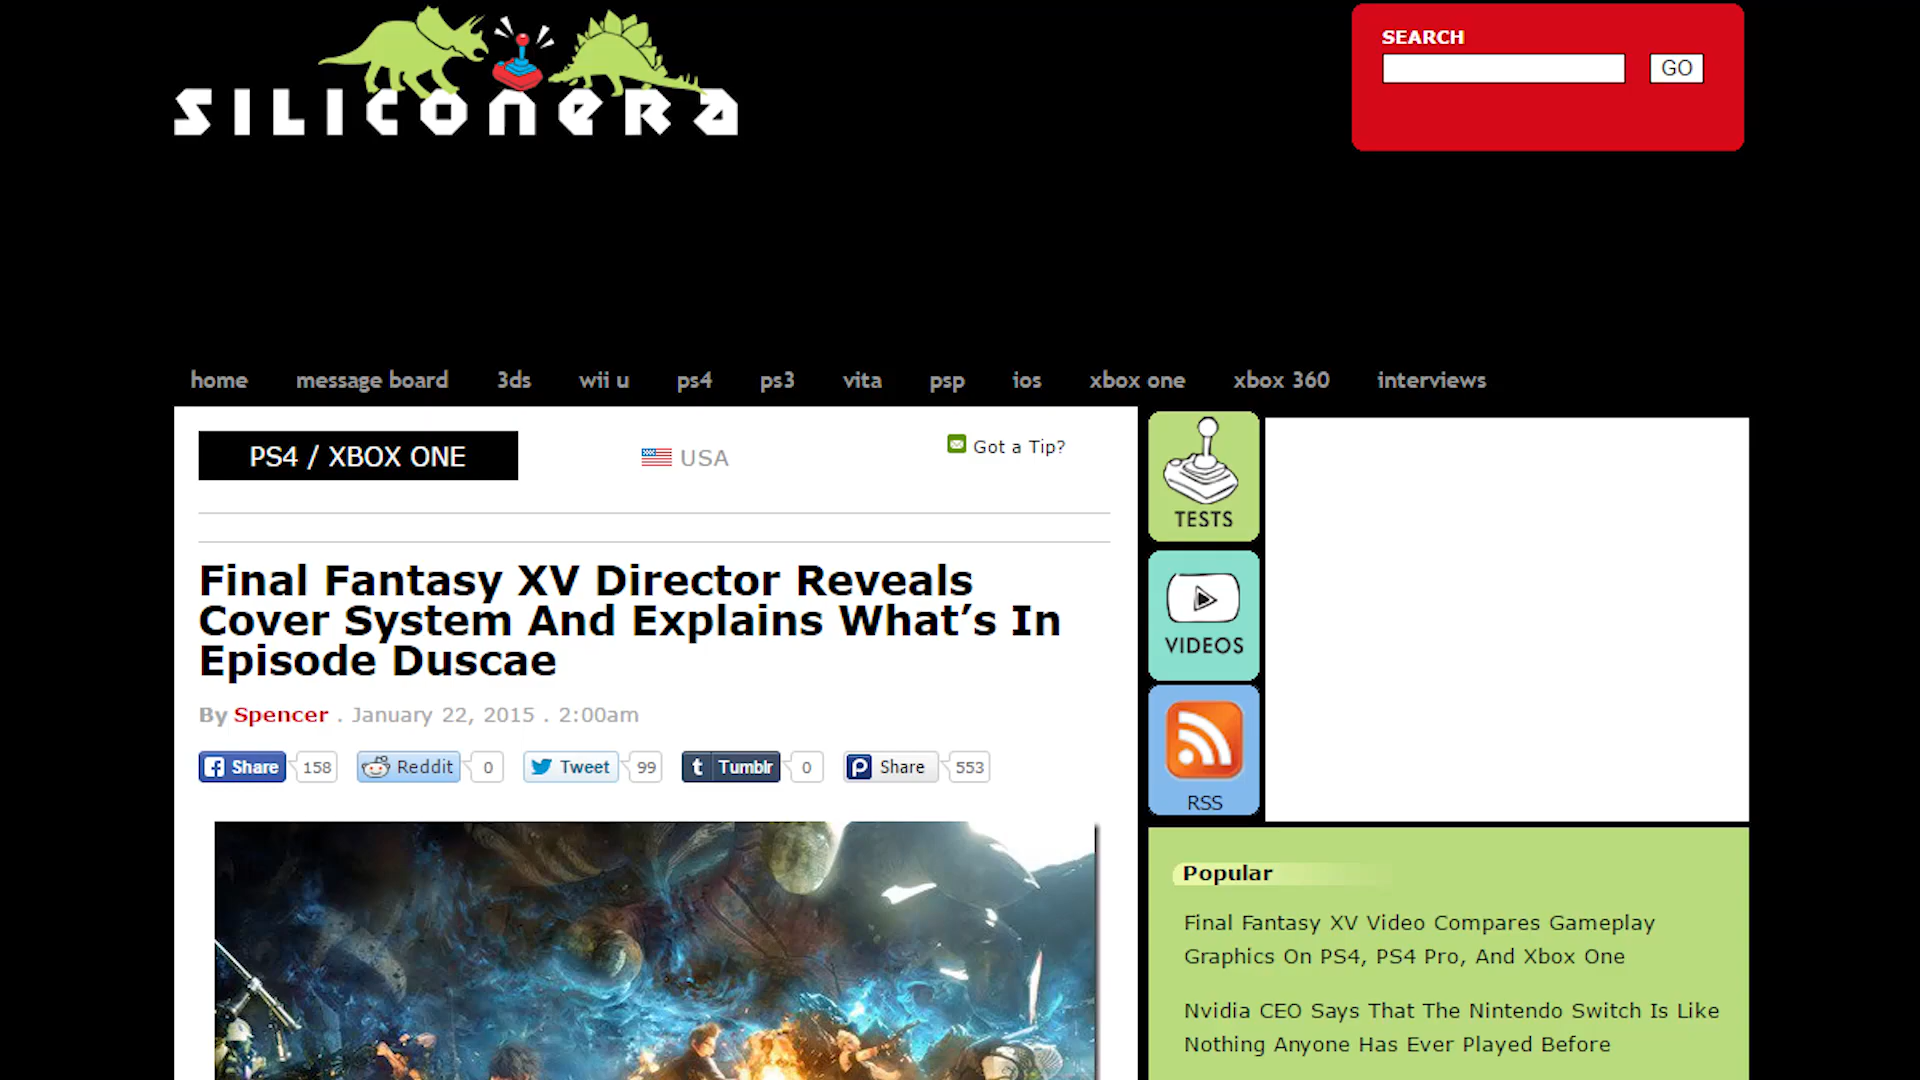 SILICONERA
SEARCH
GO
home message board 3ds wii u ps4 ps3 vita psp ios xbox one xbox 360 interviews
PS4 / XBOX ONE
USA
Got a Tip?
Final Fantasy XV Director Reveals
Cover System And Explains What’s In
Episode Duscae
By Spencer . January 22, 2015 . 2:00am
Share 158 Reddit 0 Tweet 99 Tumblr 0 Share 553
TESTS
VIDEOS
RSS
Popular
Final Fantasy XV Video Compares Gameplay
Graphics On PS4, PS4 Pro, And Xbox One
Nvidia CEO Says That The Nintendo Switch Is Like
Nothing Anyone Has Ever Played Before